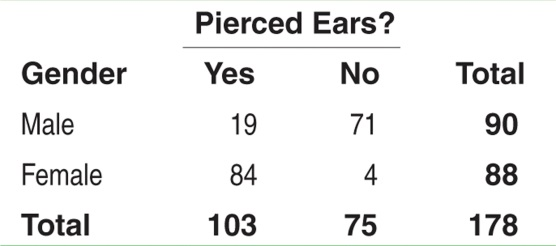 Pierced Ears?
Gender Yes No Total
Male 19 71 90
Female 84 4 88
Total 103 75 178